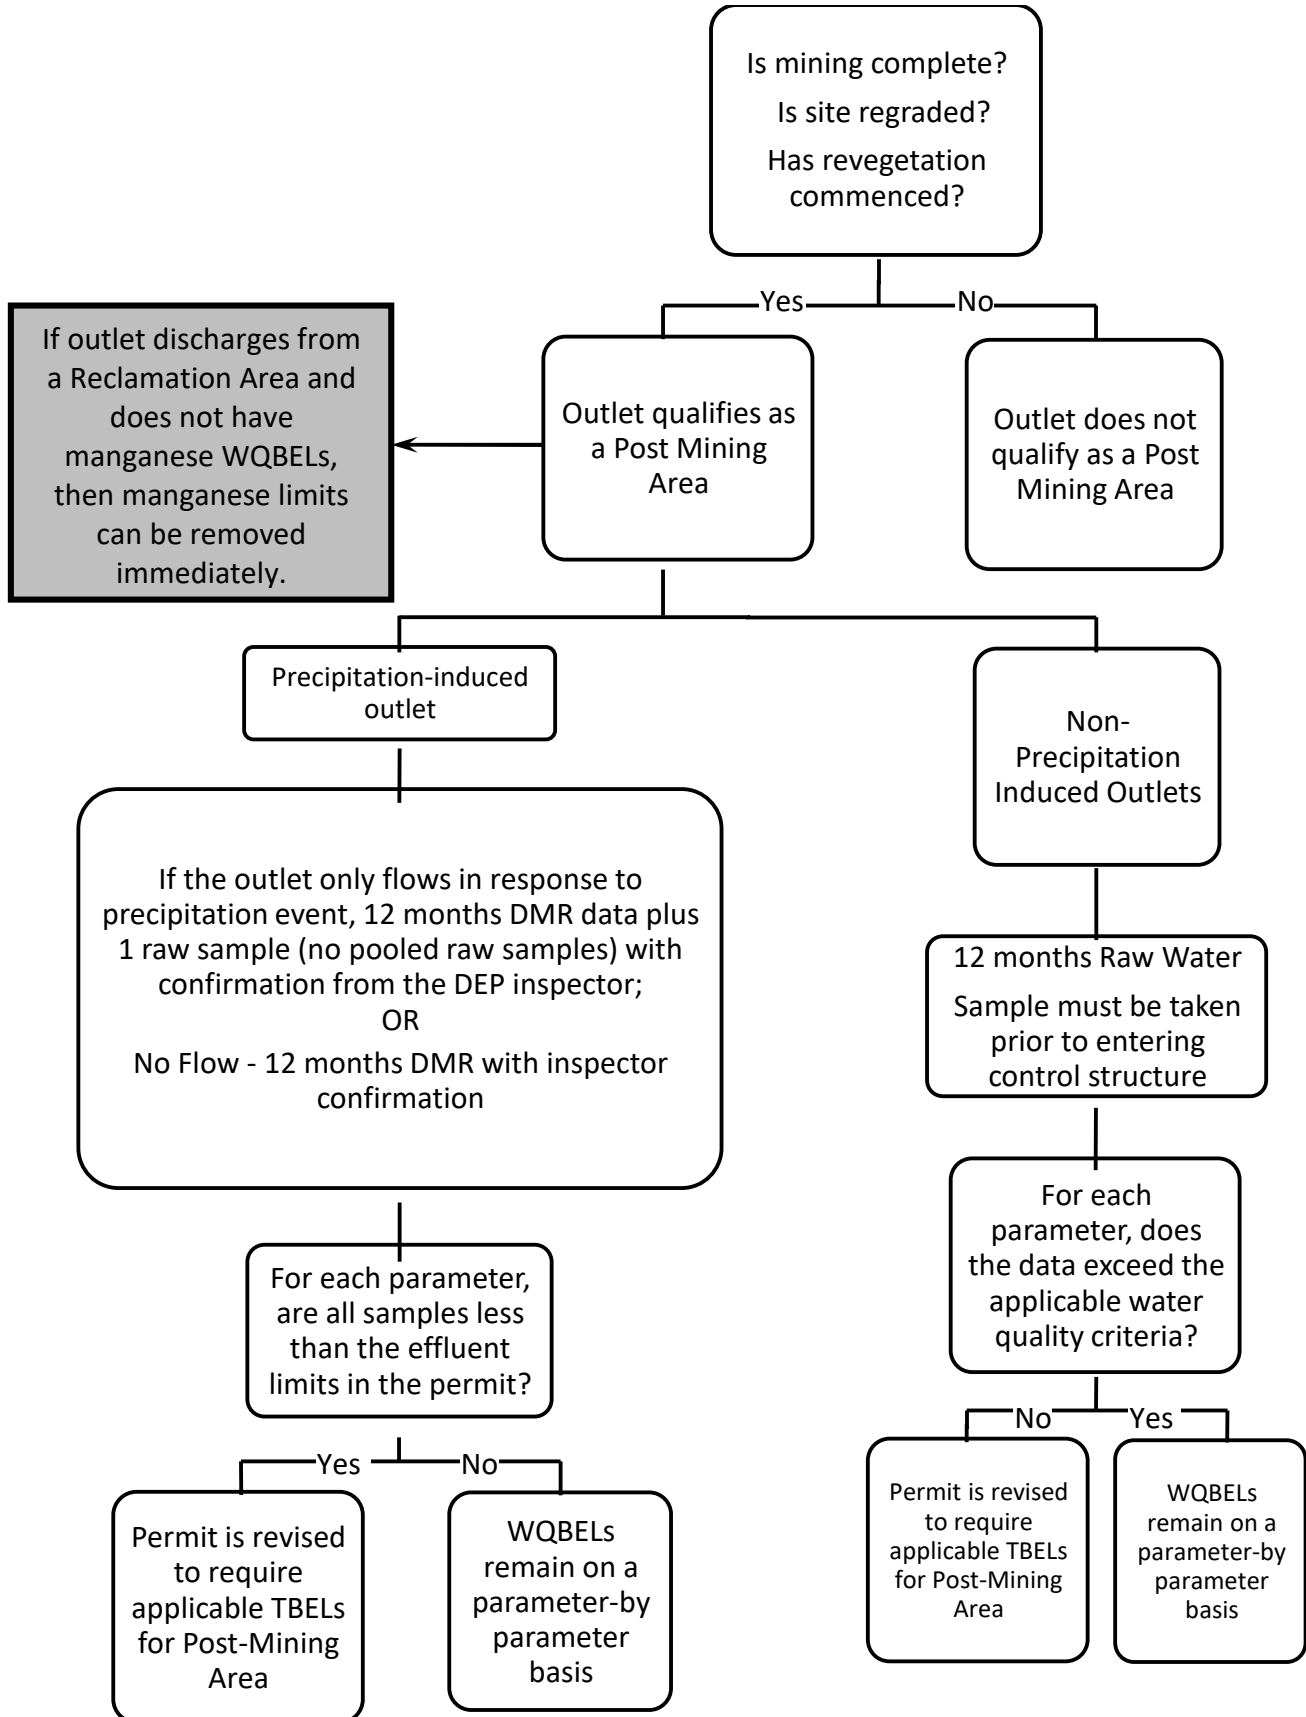 Is mining complete?
Is site regraded?
Has revegetation
commenced?
Yes
No
If outlet discharges from
a Reclamation Area and
does not have
manganese WQBELs,
then manganese limits
can be removed
immediately.
Outlet qualifies as
a Post Mining
Area
Outlet does not
qualify as a Post
Mining Area
Precipitation-induced
outlet
Non-
Precipitation
Induced Outlets
If the outlet only flows in response to
precipitation event, 12 months DMR data plus
1 raw sample (no pooled raw samples) with
confirmation from the DEP inspector;
OR
No Flow - 12 months DMR with inspector
confirmation
12 months Raw Water
Sample must be taken
prior to entering
control structure
For each parameter,
are all samples less
than the effluent
limits in the permit?
For each
parameter, does
the data exceed the
applicable water
quality criteria?
Yes
No
No
Yes
Permit is revised
to require
applicable TBELs
for Post-Mining
Area
WQBELs
remain on a
parameter-by
parameter
basis
Permit is revised
to require
applicable TBELs
for Post-Mining
Area
WQBELs
remain on a
parameter-by
parameter
basis